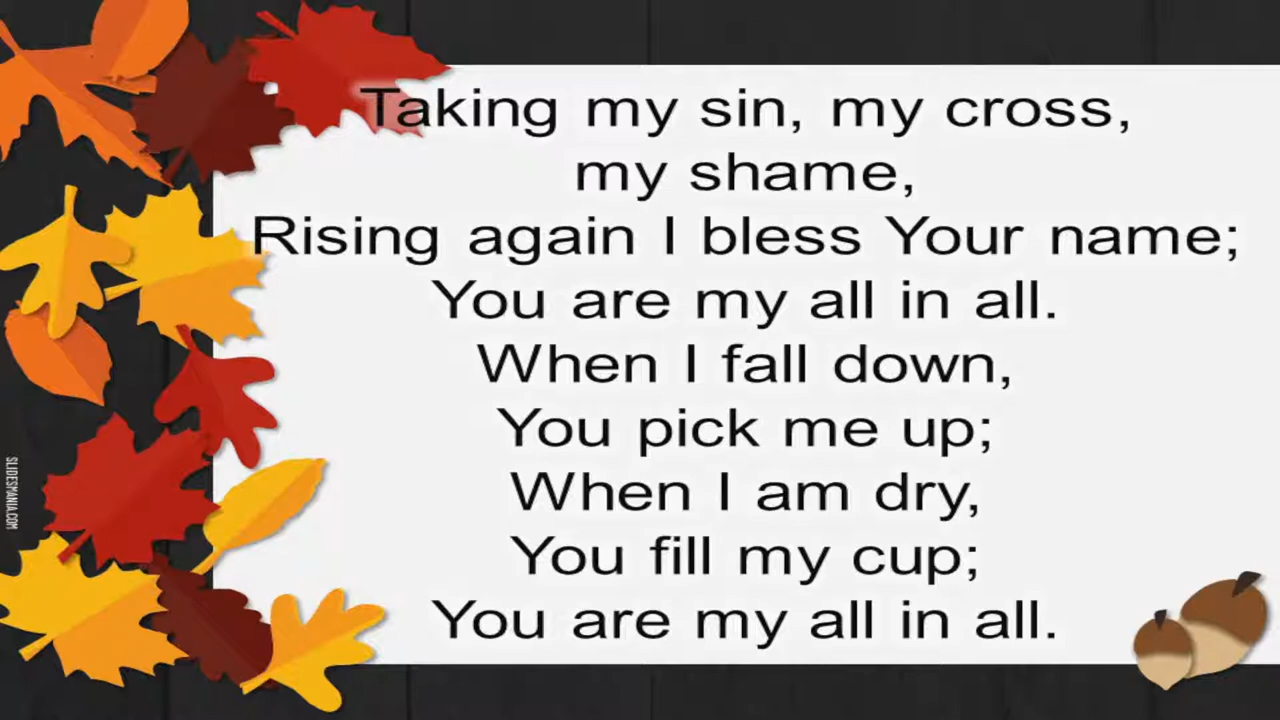 Taking my sin, my cross,
my shame,
Rising again I bless Your name;
You are my all in all.
When I fall down,
You pick me up;
When I am dry,
You fill my cup;
You are my all in all.
SLIDESMANIA.COM